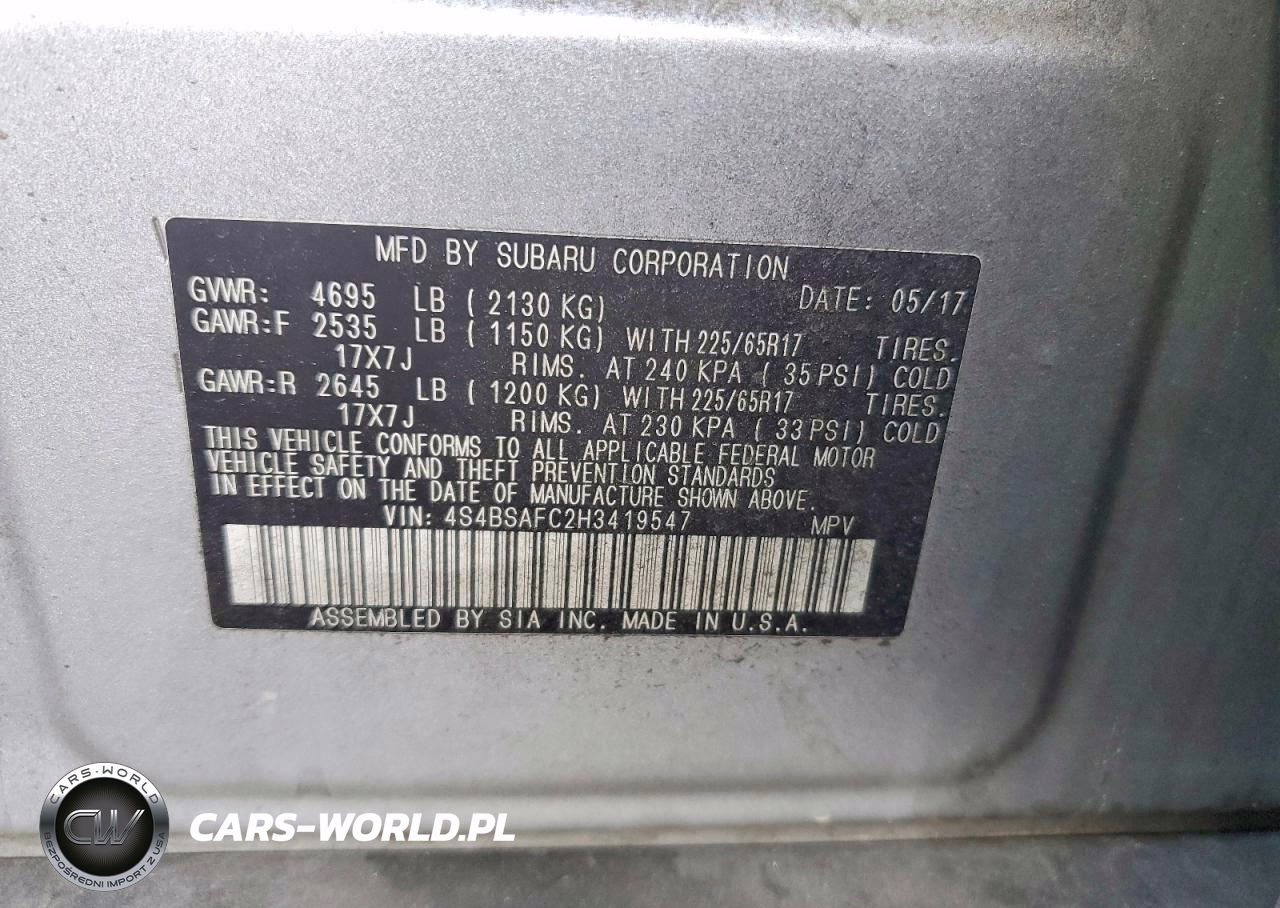 MFD BY SUBARU CORPORATION
GVWR: 4695 LB ( 2130 KG) DATE: 05/17
GAWR:F 2535 LB ( 1150 KG) WITH 225/65R17 TIRES.
17X7J RIMS. AT 240 KPA ( 35 PSI) COLD
GAWR:R 2645 LB ( 1200 KG) WITH 225/65R17 TIRES.
17X7J RIMS. AT 230 KPA ( 33 PSI) COLD
THIS VEHICLE CONFORMS TO ALL APPLICABLE FEDERAL MOTOR
VEHICLE SAFETY AND THEFT PREVENTION STANDARDS
IN EFFECT ON THE DATE OF MANUFACTURE SHOWN ABOVE.
VIN: 4S4BSAFC2H3419547 MPV
ASSEMBLED BY SIA INC. MADE IN U.S.A.
CARS-WORLD
CW
BEZPOŚREDNI IMPORT Z USA
CARS-WORLD.PL